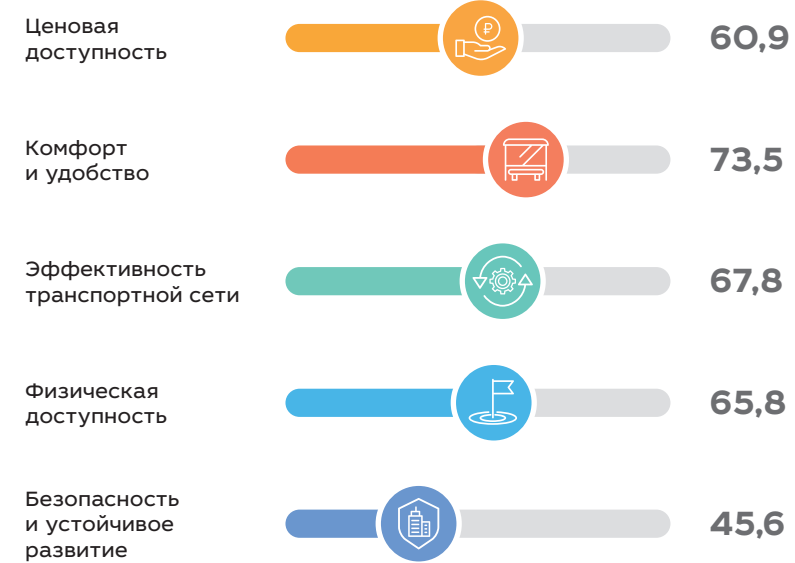 Ценовая
доступность
60,9
Комфорт
и удобство
73,5
Эффективность
транспортной сети
67,8
Физическая
доступность
65,8
Безопасность
и устойчивое
развитие
45,6